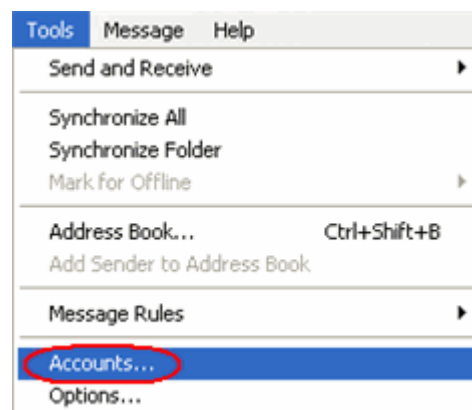 Tools Message Help
Send and Receive
Synchronize All
Synchronize Folder
Mark for Offline
Address Book... Ctrl+Shift+B
Add Sender to Address Book
Message Rules
Accounts...
Options...